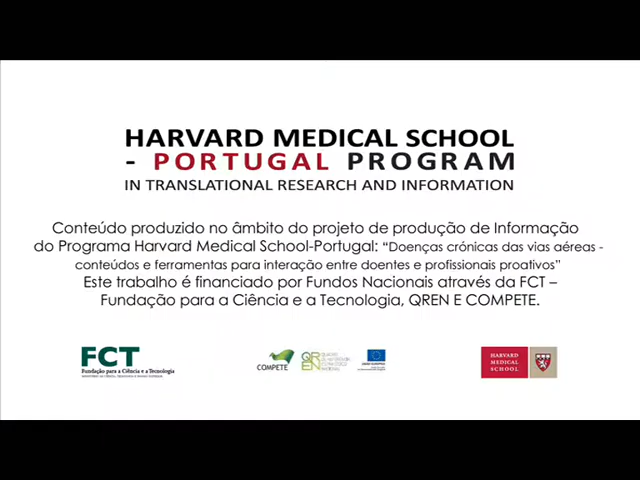 HARVARD MEDICAL SCHOOL
- PORTUGAL PROGRAM
IN TRANSLATIONAL RESEARCH AND INFORMATION
Conteúdo produzido no âmbito do projeto de produção de Informação
do Programa Harvard Medical School-Portugal: “Doenças crónicas das vias aéreas -
conteúdos e ferramentas para interação entre doentes e profissionais proativos”
Este trabalho é financiado por Fundos Nacionais através da FCT –
Fundação para a Ciência e a Tecnologia, QREN E COMPETE.
FCT
Fundação para a Ciência e a Tecnologia
COMPETE
QR
EN
HARVARD
MEDICAL
SCHOOL